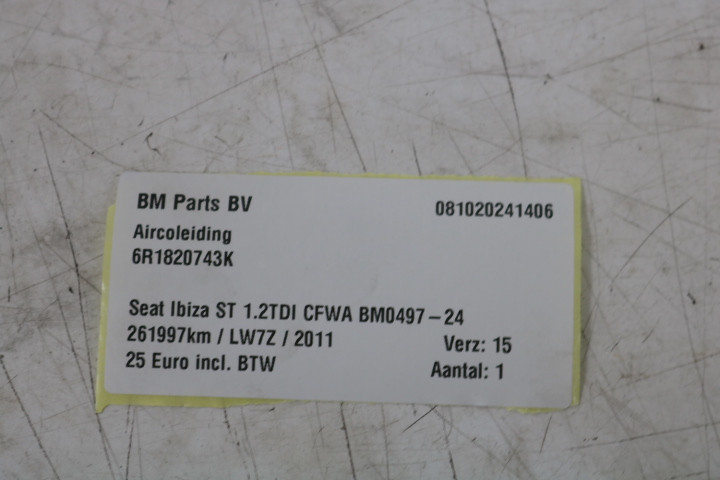 BM Parts BV 081020241406
Aircoleiding
6R1820743K
Seat Ibiza ST 1.2TDI CFWA BM0497-24
261997km / LW7Z / 2011 Verz: 15
25 Euro incl. BTW Aantal: 1